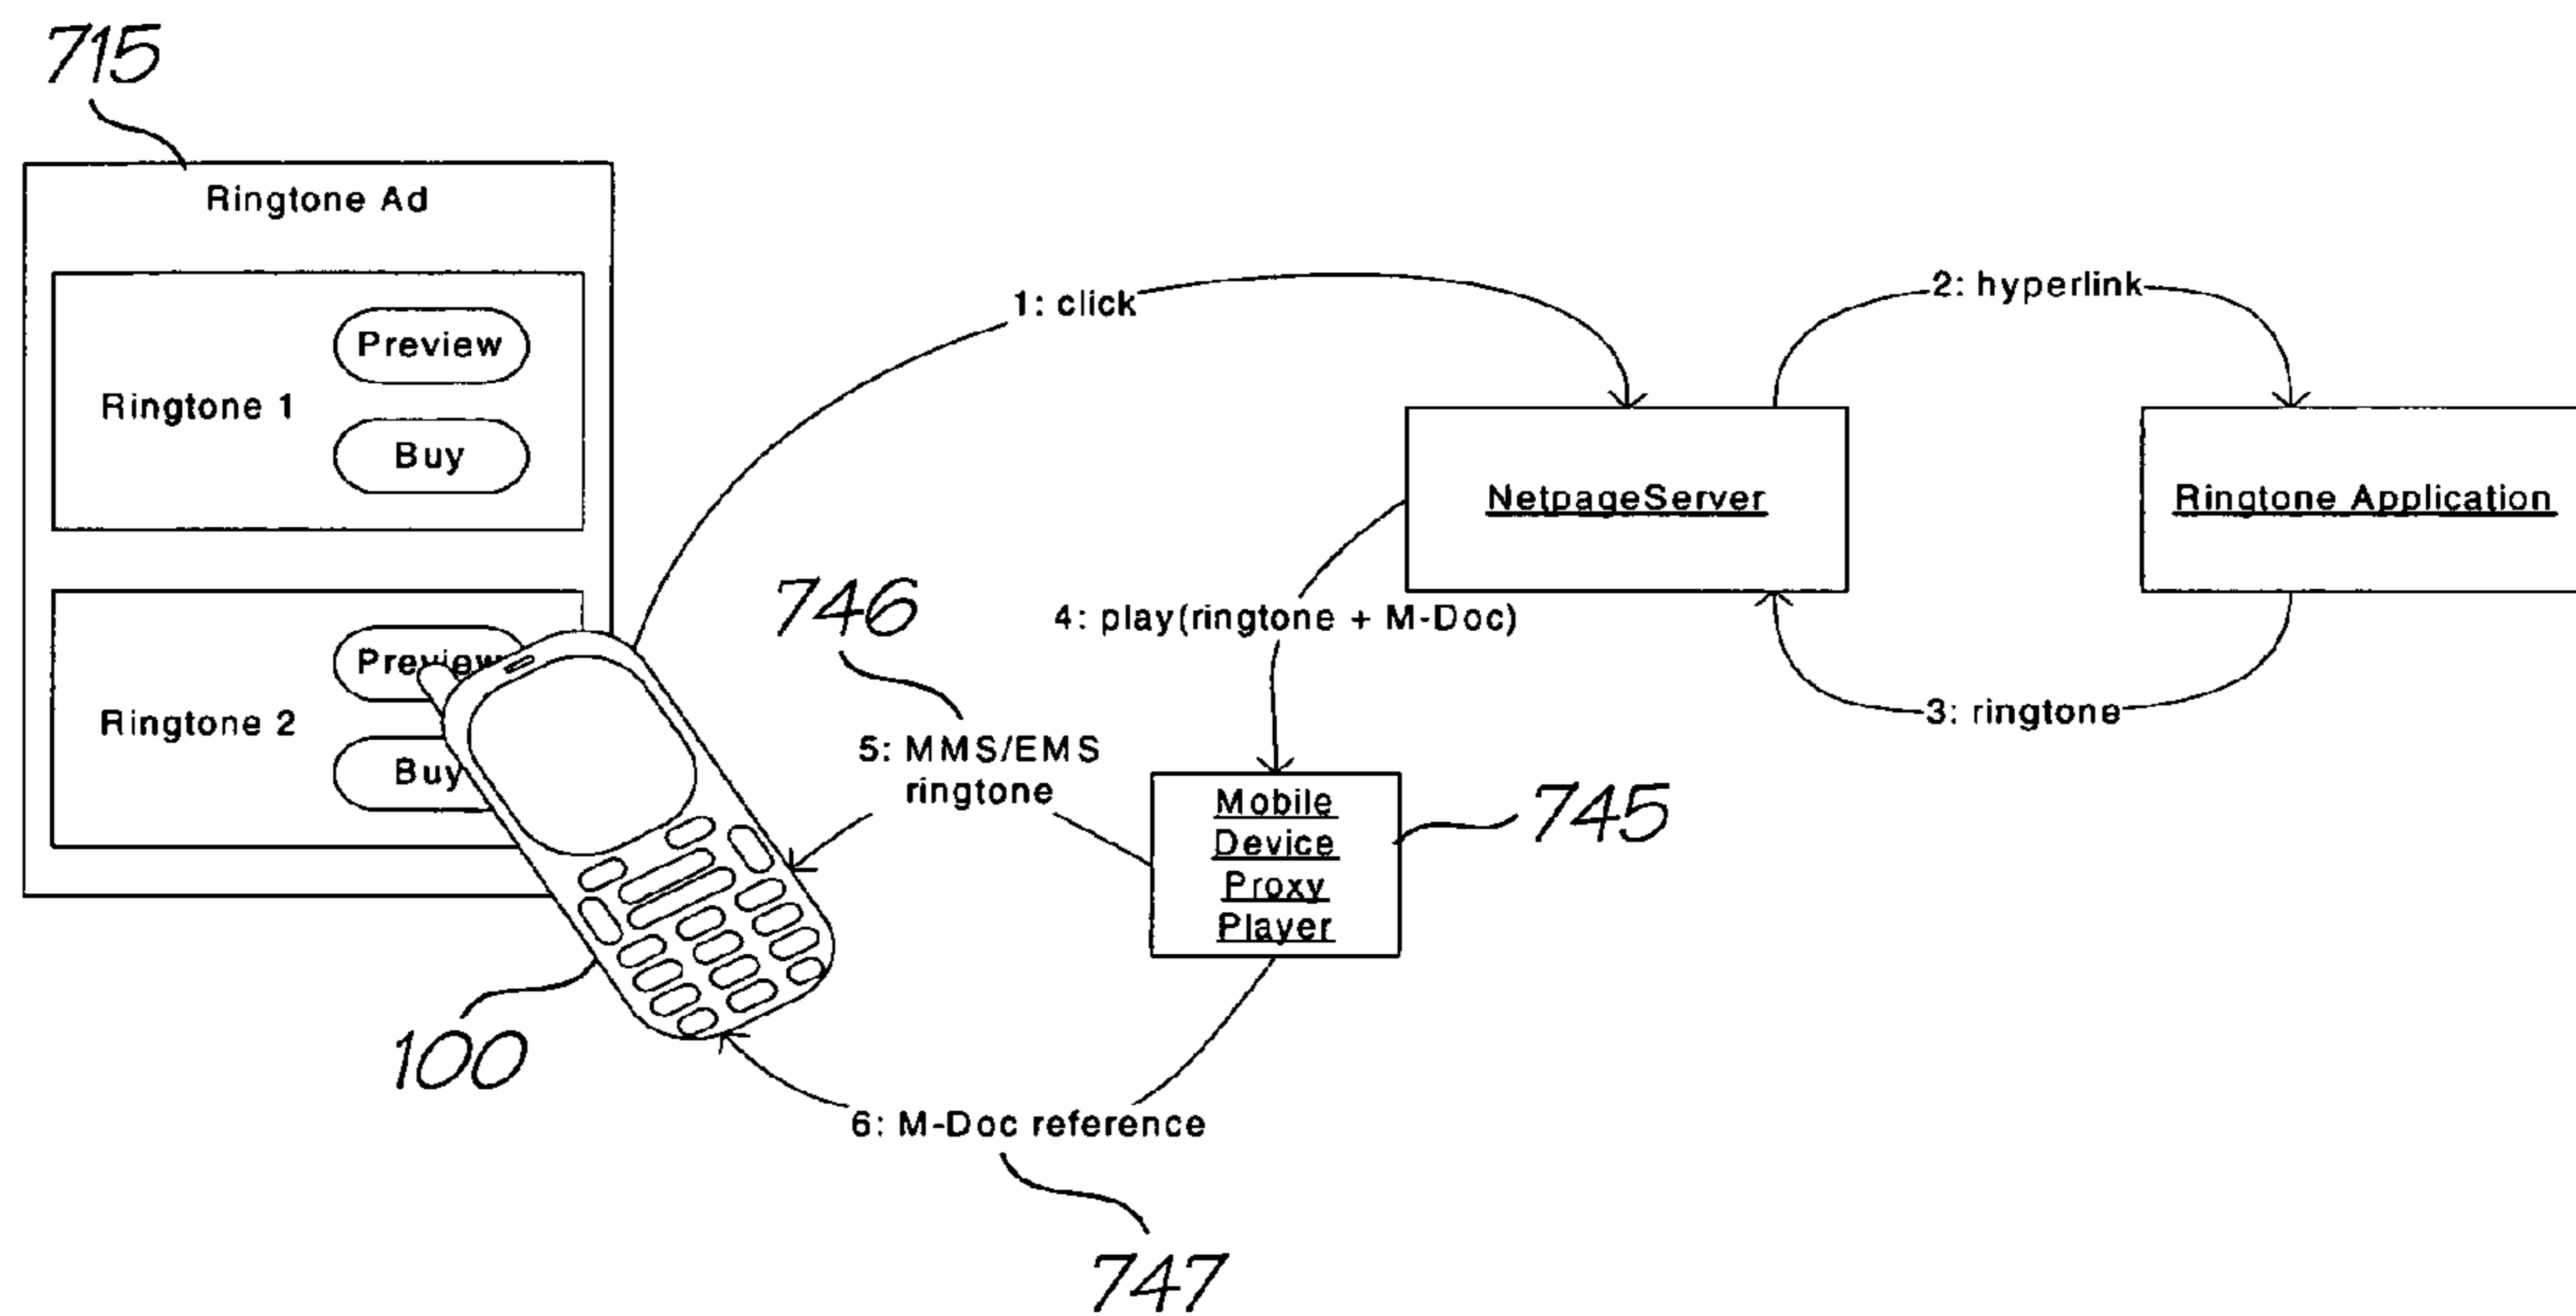 715
Ringtone Ad
Preview
Ringtone 1
Buy
Preview
Ringtone 2
Buy
100
1: click
2: hyperlink
NetpageServer
Ringtone Application
3: ringtone
4: play(ringtone + M-Doc)
746
5: MMS/EMS
ringtone
Mobile
Device
Proxy
Player
745
6: M-Doc reference
747